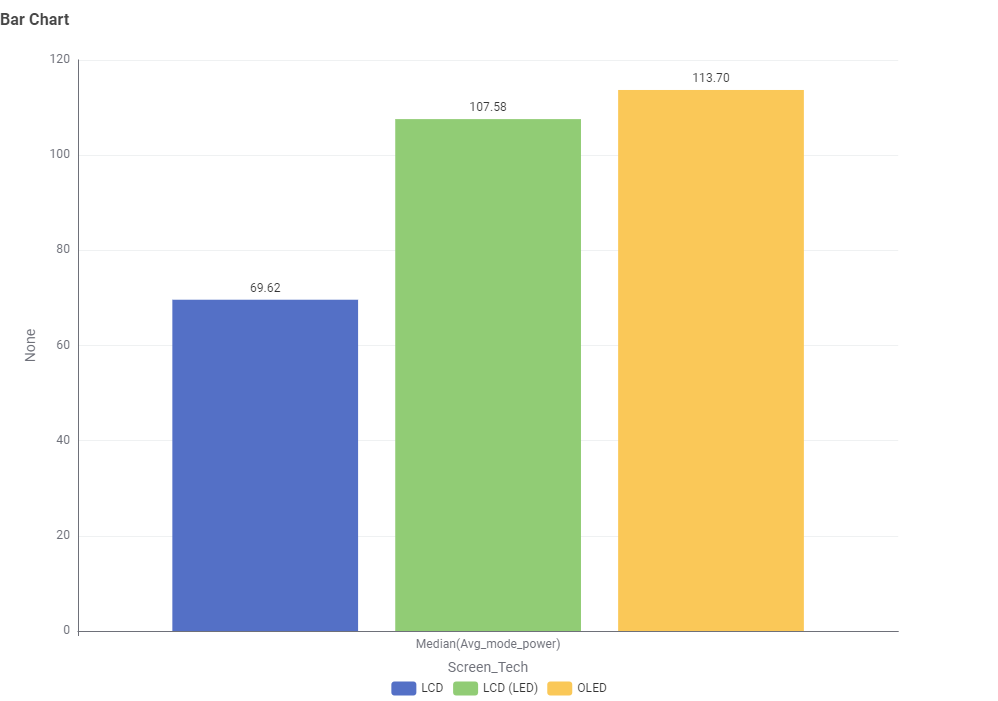 Bar Chart
120
100
80
60
40
20
0
None
69.62
107.58
113.70
Median(Avg_mode_power)
Screen_Tech
LCD
LCD (LED)
OLED